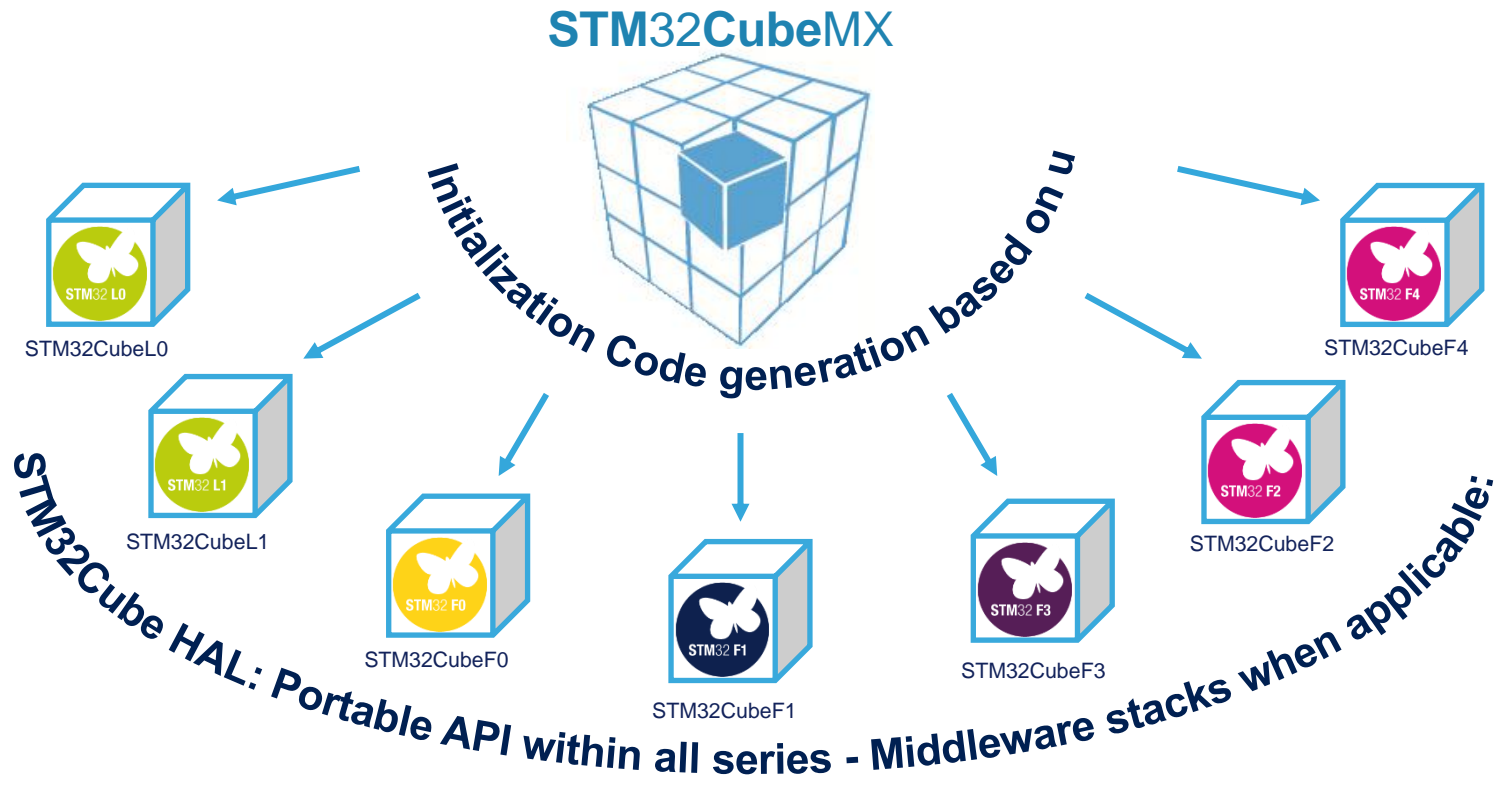 STM32CubeMX
Initialization Code generation based on u
STM32 L0
STM32CubeL0
STM32 L1
STM32CubeL1
STM32 F0
STM32CubeF0
STM32 F1
STM32CubeF1
STM32 F3
STM32CubeF3
STM32 F2
STM32CubeF2
STM32 F4
STM32CubeF4
STM32Cube HAL: Portable API within all series - Middleware stacks when applicable: